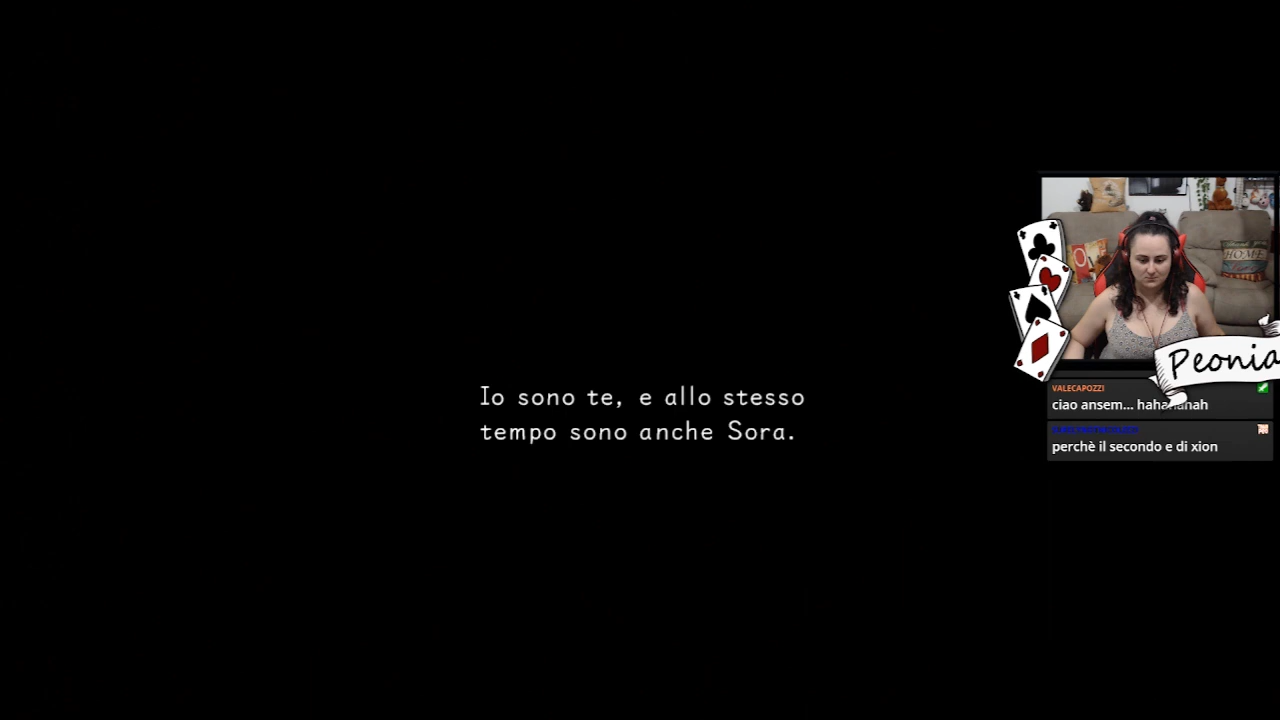 Io sono te, e allo stesso
tempo sono anche Sora.
HOME
Peonia
VALECAPOZZI
ciao ansem... haha
perchè il secondo e di xion